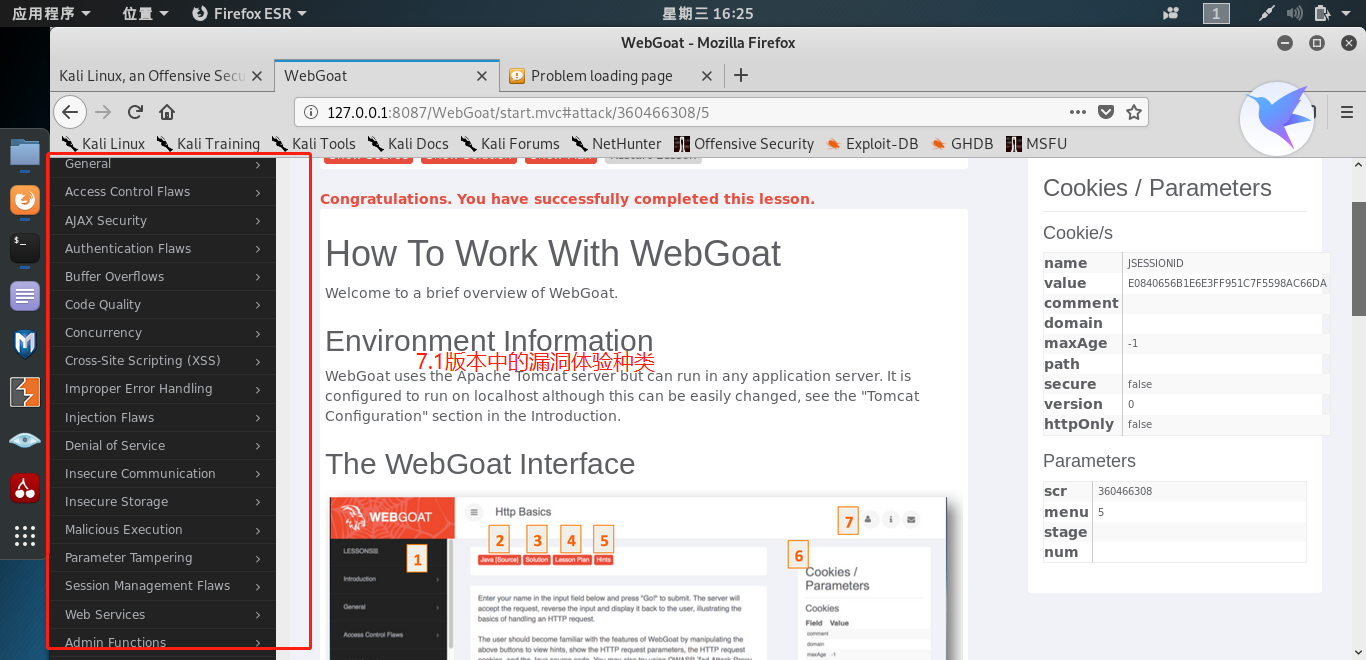 应用程序 位置 Firefox ESR 星期三 16:25 1
WebGoat - Mozilla Firefox
Kali Linux, an Offensive Secu WebGoat Problem loading page
127.0.0.1:8087/WebGoat/start.mvc#attack/360466308/5
Kali Linux Kali Training Kali Tools Kali Docs Kali Forums NetHunter Offensive Security Exploit-DB GHDB MSFU
General
Access Control Flaws
AJAX Security
Authentication Flaws
Buffer Overflows
Code Quality
Concurrency
Cross-Site Scripting (XSS)
Improper Error Handling
Injection Flaws
Denial of Service
Insecure Communication
Insecure Storage
Malicious Execution
Parameter Tampering
Session Management Flaws
Web Services
Admin Functions
Show Source Show Solution Show Plan Restart Lesson
Congratulations. You have successfully completed this lesson.
How To Work With WebGoat
Welcome to a brief overview of WebGoat.
Environment Information
7.1版本中的漏洞体验种类
WebGoat uses the Apache Tomcat server but can run in any application server. It is
configured to run on localhost although this can be easily changed, see the "Tomcat
Configuration" section in the Introduction.
The WebGoat Interface
WEBGOAT Http Basics
1 2 3 4 5 6 7
LESSONS
Introduction
General
Access Control Flaws
Java [Source] Solution Lesson Plan Hints
Enter your name in the input field below and press "Go!" to submit. The server will
accept the request, reverse the input and display it back to the user, illustrating the
basics of handling an HTTP request.
The user should become familiar with the features of WebGoat by manipulating the
above buttons to view hints, show the HTTP request parameters, the HTTP request
Cookies /
Parameters
Cookies
Field Value
comment
domain
maxAge -1
Cookies / Parameters
Cookie/s
name JSESSIONID
value E0840656B1E6E3FF951C7F5598AC66DA
comment
domain
maxAge -1
path
secure false
version 0
httpOnly false
Parameters
scr 360466308
menu 5
stage
num